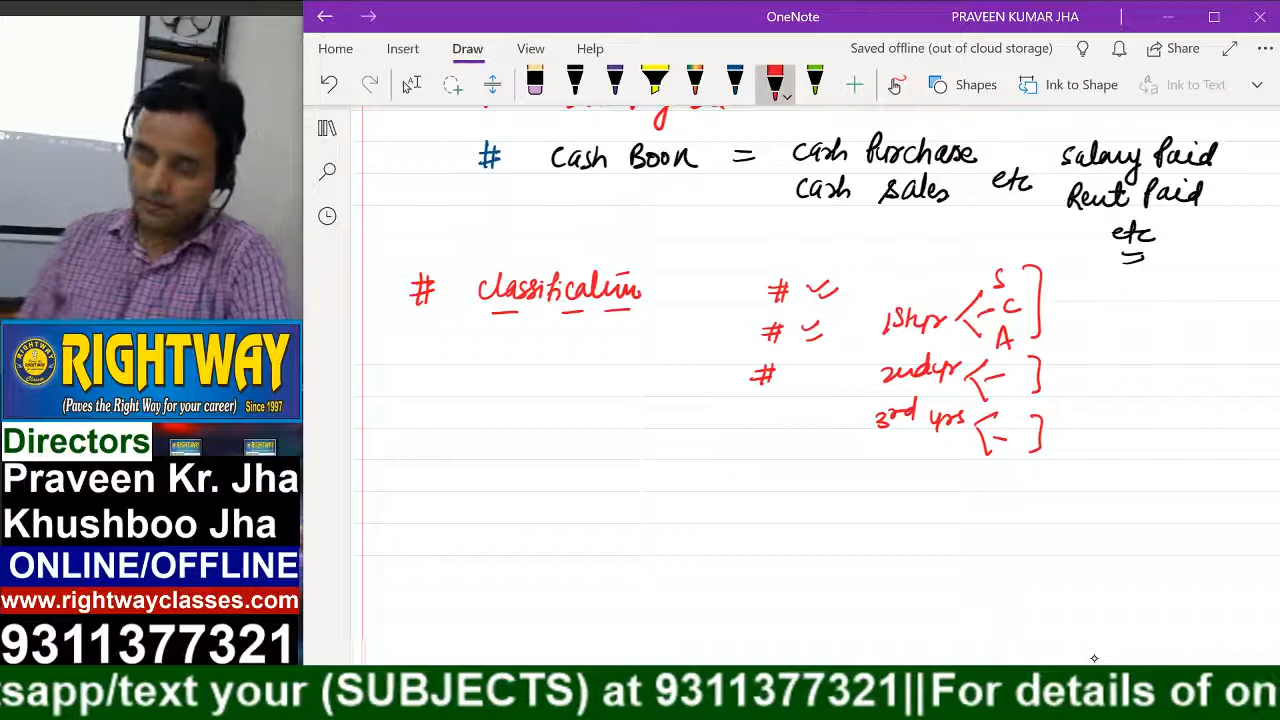 OneNote
PRAVEEN KUMAR JHA
Home Insert Draw View Help
Saved offline (out of cloud storage)
Share
Shapes
Ink to Shape
Ink to Text
# Cash Book = Cash Purchase
Cash Sales etc
Salary Paid
Rent Paid
etc
# Classification
#
#
#
1st yr
S
C
A
2nd yr
3rd yrs
RIGHTWAY
Classes
(Paves the Right Way for your career) Since 1997
Directors
Praveen Kr. Jha
Khushboo Jha
ONLINE/OFFLINE
www.rightwayclasses.com
9311377321
tsapp/text your (SUBJECTS) at 9311377321||For details of on